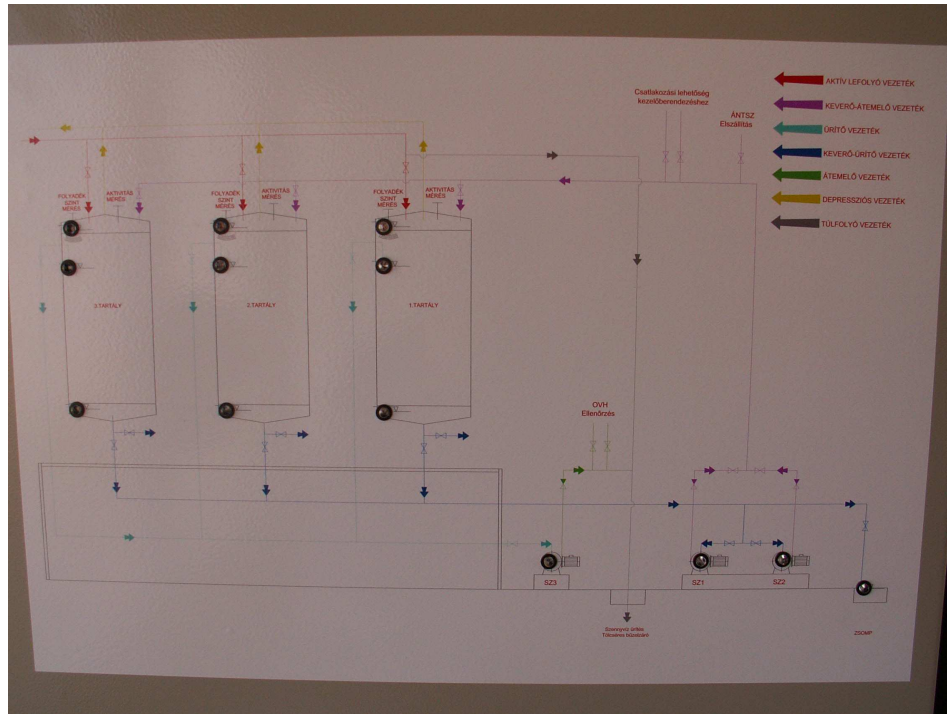 AKTÍV LEFOLYÓ VEZETÉK
KEVERŐ-ÁTEMELŐ VEZETÉK
ÜRÍTŐ VEZETÉK
KEVERŐ-ÜRÍTŐ VEZETÉK
ÁTEMELŐ VEZETÉK
DEPRESSZIÓS VEZETÉK
TÚLFOLYÓ VEZETÉK
Csatlakozási lehetőség
kezelőberendezéshez
ÁNTSZ
Elszállítás
FOLYADÉK
SZINT
MÉRÉS
AKTIVITÁS
MÉRÉS
FOLYADÉK
SZINT
MÉRÉS
AKTIVITÁS
MÉRÉS
FOLYADÉK
SZINT
MÉRÉS
AKTIVITÁS
MÉRÉS
3.TARTÁLY
2.TARTÁLY
1.TARTÁLY
OVH
Ellenőrzés
SZ3
SZ1
SZ2
Szennyvíz ürítés
ZSOMP